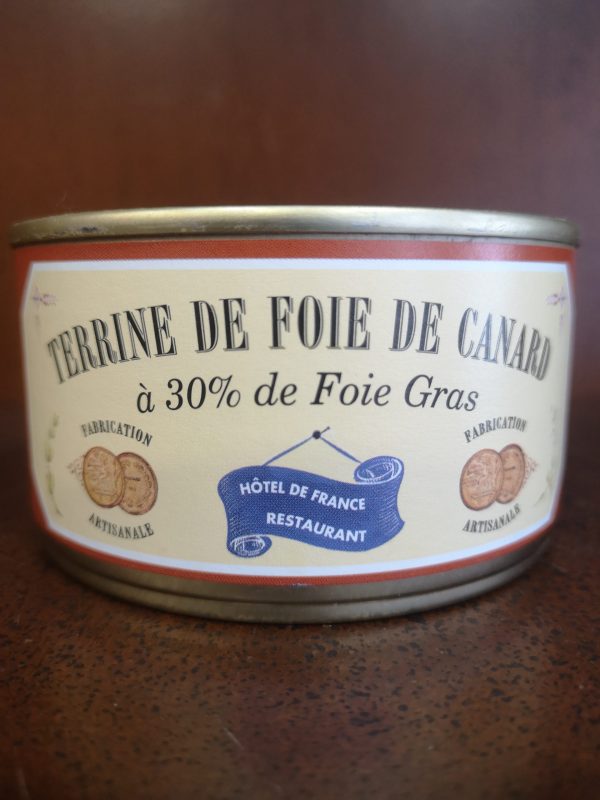 TERRINE DE FOIE DE CANARD
à 30% de Foie Gras
FABRICATION
ARTISANALE
HÔTEL DE FRANCE
RESTAURANT
FABRICATION
ARTISANALE